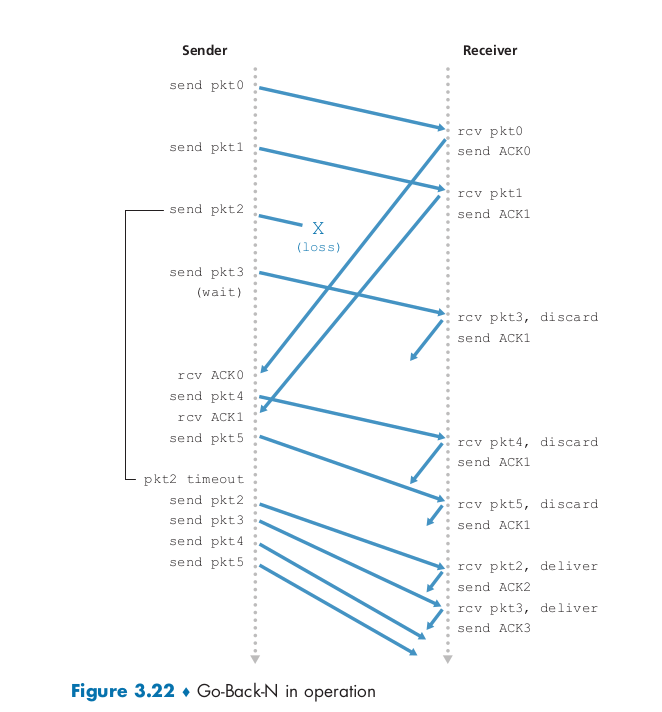 Sender
Receiver
send pkt0
rcv pkt0
send ACK0
send pkt1
rcv pkt1
send ACK1
send pkt2
X
(loss)
send pkt3
(wait)
rcv pkt3, discard
send ACK1
rcv ACK0
send pkt4
rcv ACK1
send pkt5
rcv pkt4, discard
send ACK1
pkt2 timeout
send pkt2
send pkt3
send pkt4
send pkt5
rcv pkt5, discard
send ACK1
rcv pkt2, deliver
send ACK2
rcv pkt3, deliver
send ACK3
Figure 3.22 ♦ Go-Back-N in operation